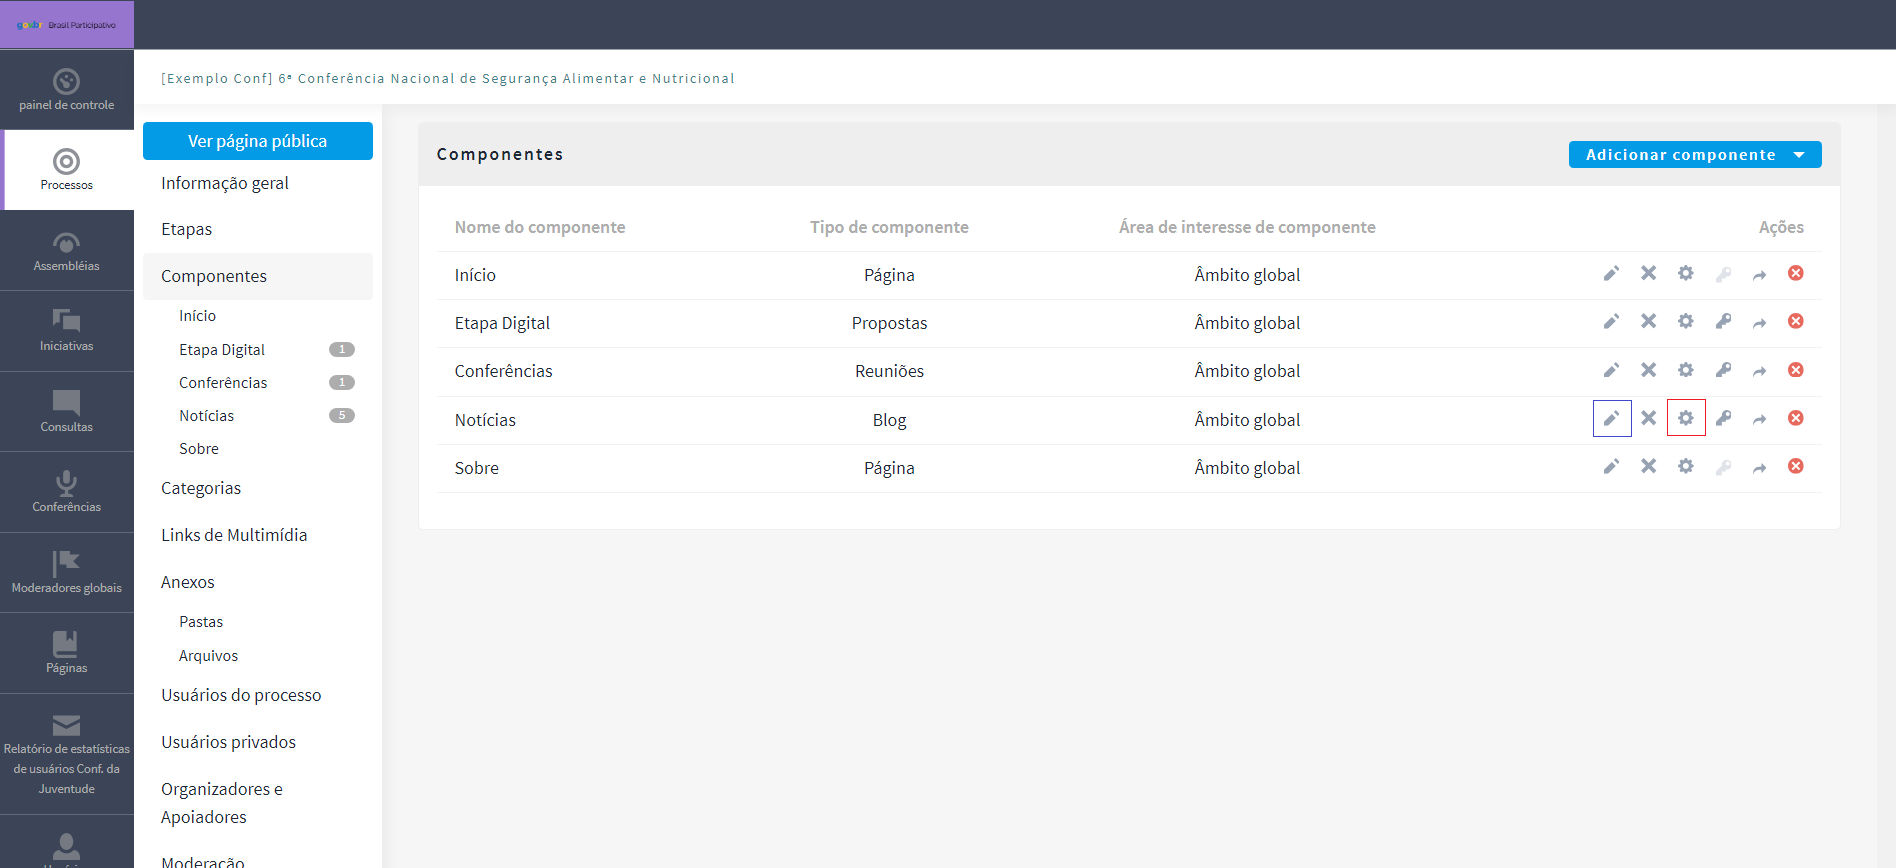 gov.br Brasil Participativo
[Exemplo Conf] 6ª Conferência Nacional de Segurança Alimentar e Nutricional
painel de controle
Processos
Assembléias
Iniciativas
Consultas
Conferências
Moderadores globais
Páginas
Relatório de estatísticas
de usuários Conf. da
Juventude
Ver página pública
Informação geral
Etapas
Componentes
Início
Etapa Digital 1
Conferências 1
Notícias 5
Sobre
Categorias
Links de Multimídia
Anexos
Pastas
Arquivos
Usuários do processo
Usuários privados
Organizadores e
Apoiadores
Moderação
Componentes
Adicionar componente
Nome do componente Tipo de componente Área de interesse de componente Ações
Início Página Âmbito global
Etapa Digital Propostas Âmbito global
Conferências Reuniões Âmbito global
Notícias Blog Âmbito global
Sobre Página Âmbito global